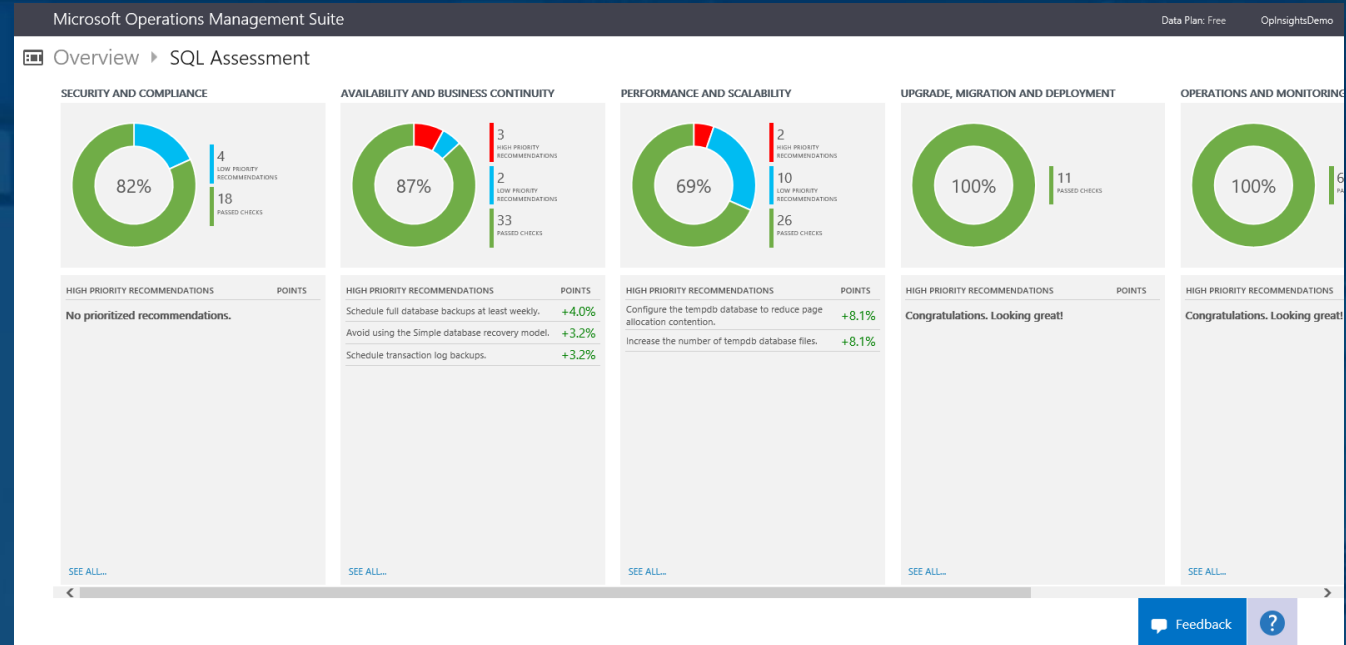 Microsoft Operations Management Suite
Data Plan: Free
OpInsightsDemo
Overview
SQL Assessment
SECURITY AND COMPLIANCE
82%
4
LOW PRIORITY
RECOMMENDATIONS
18
PASSED CHECKS
HIGH PRIORITY RECOMMENDATIONS POINTS
No prioritized recommendations.
SEE ALL...
AVAILABILITY AND BUSINESS CONTINUITY
87%
3
HIGH PRIORITY
RECOMMENDATIONS
2
LOW PRIORITY
RECOMMENDATIONS
33
PASSED CHECKS
HIGH PRIORITY RECOMMENDATIONS POINTS
Schedule full database backups at least weekly. +4.0%
Avoid using the Simple database recovery model. +3.2%
Schedule transaction log backups. +3.2%
SEE ALL...
PERFORMANCE AND SCALABILITY
69%
2
HIGH PRIORITY
RECOMMENDATIONS
10
LOW PRIORITY
RECOMMENDATIONS
26
PASSED CHECKS
HIGH PRIORITY RECOMMENDATIONS POINTS
Configure the tempdb database to reduce page
allocation contention. +8.1%
Increase the number of tempdb database files. +8.1%
SEE ALL...
UPGRADE, MIGRATION AND DEPLOYMENT
100%
11
PASSED CHECKS
HIGH PRIORITY RECOMMENDATIONS POINTS
Congratulations. Looking great!
SEE ALL...
OPERATIONS AND MONITORING
100%
6
HIGH PRIORITY RECOMMENDATIONS
Congratulations. Looking great!
SEE ALL...
Feedback
?